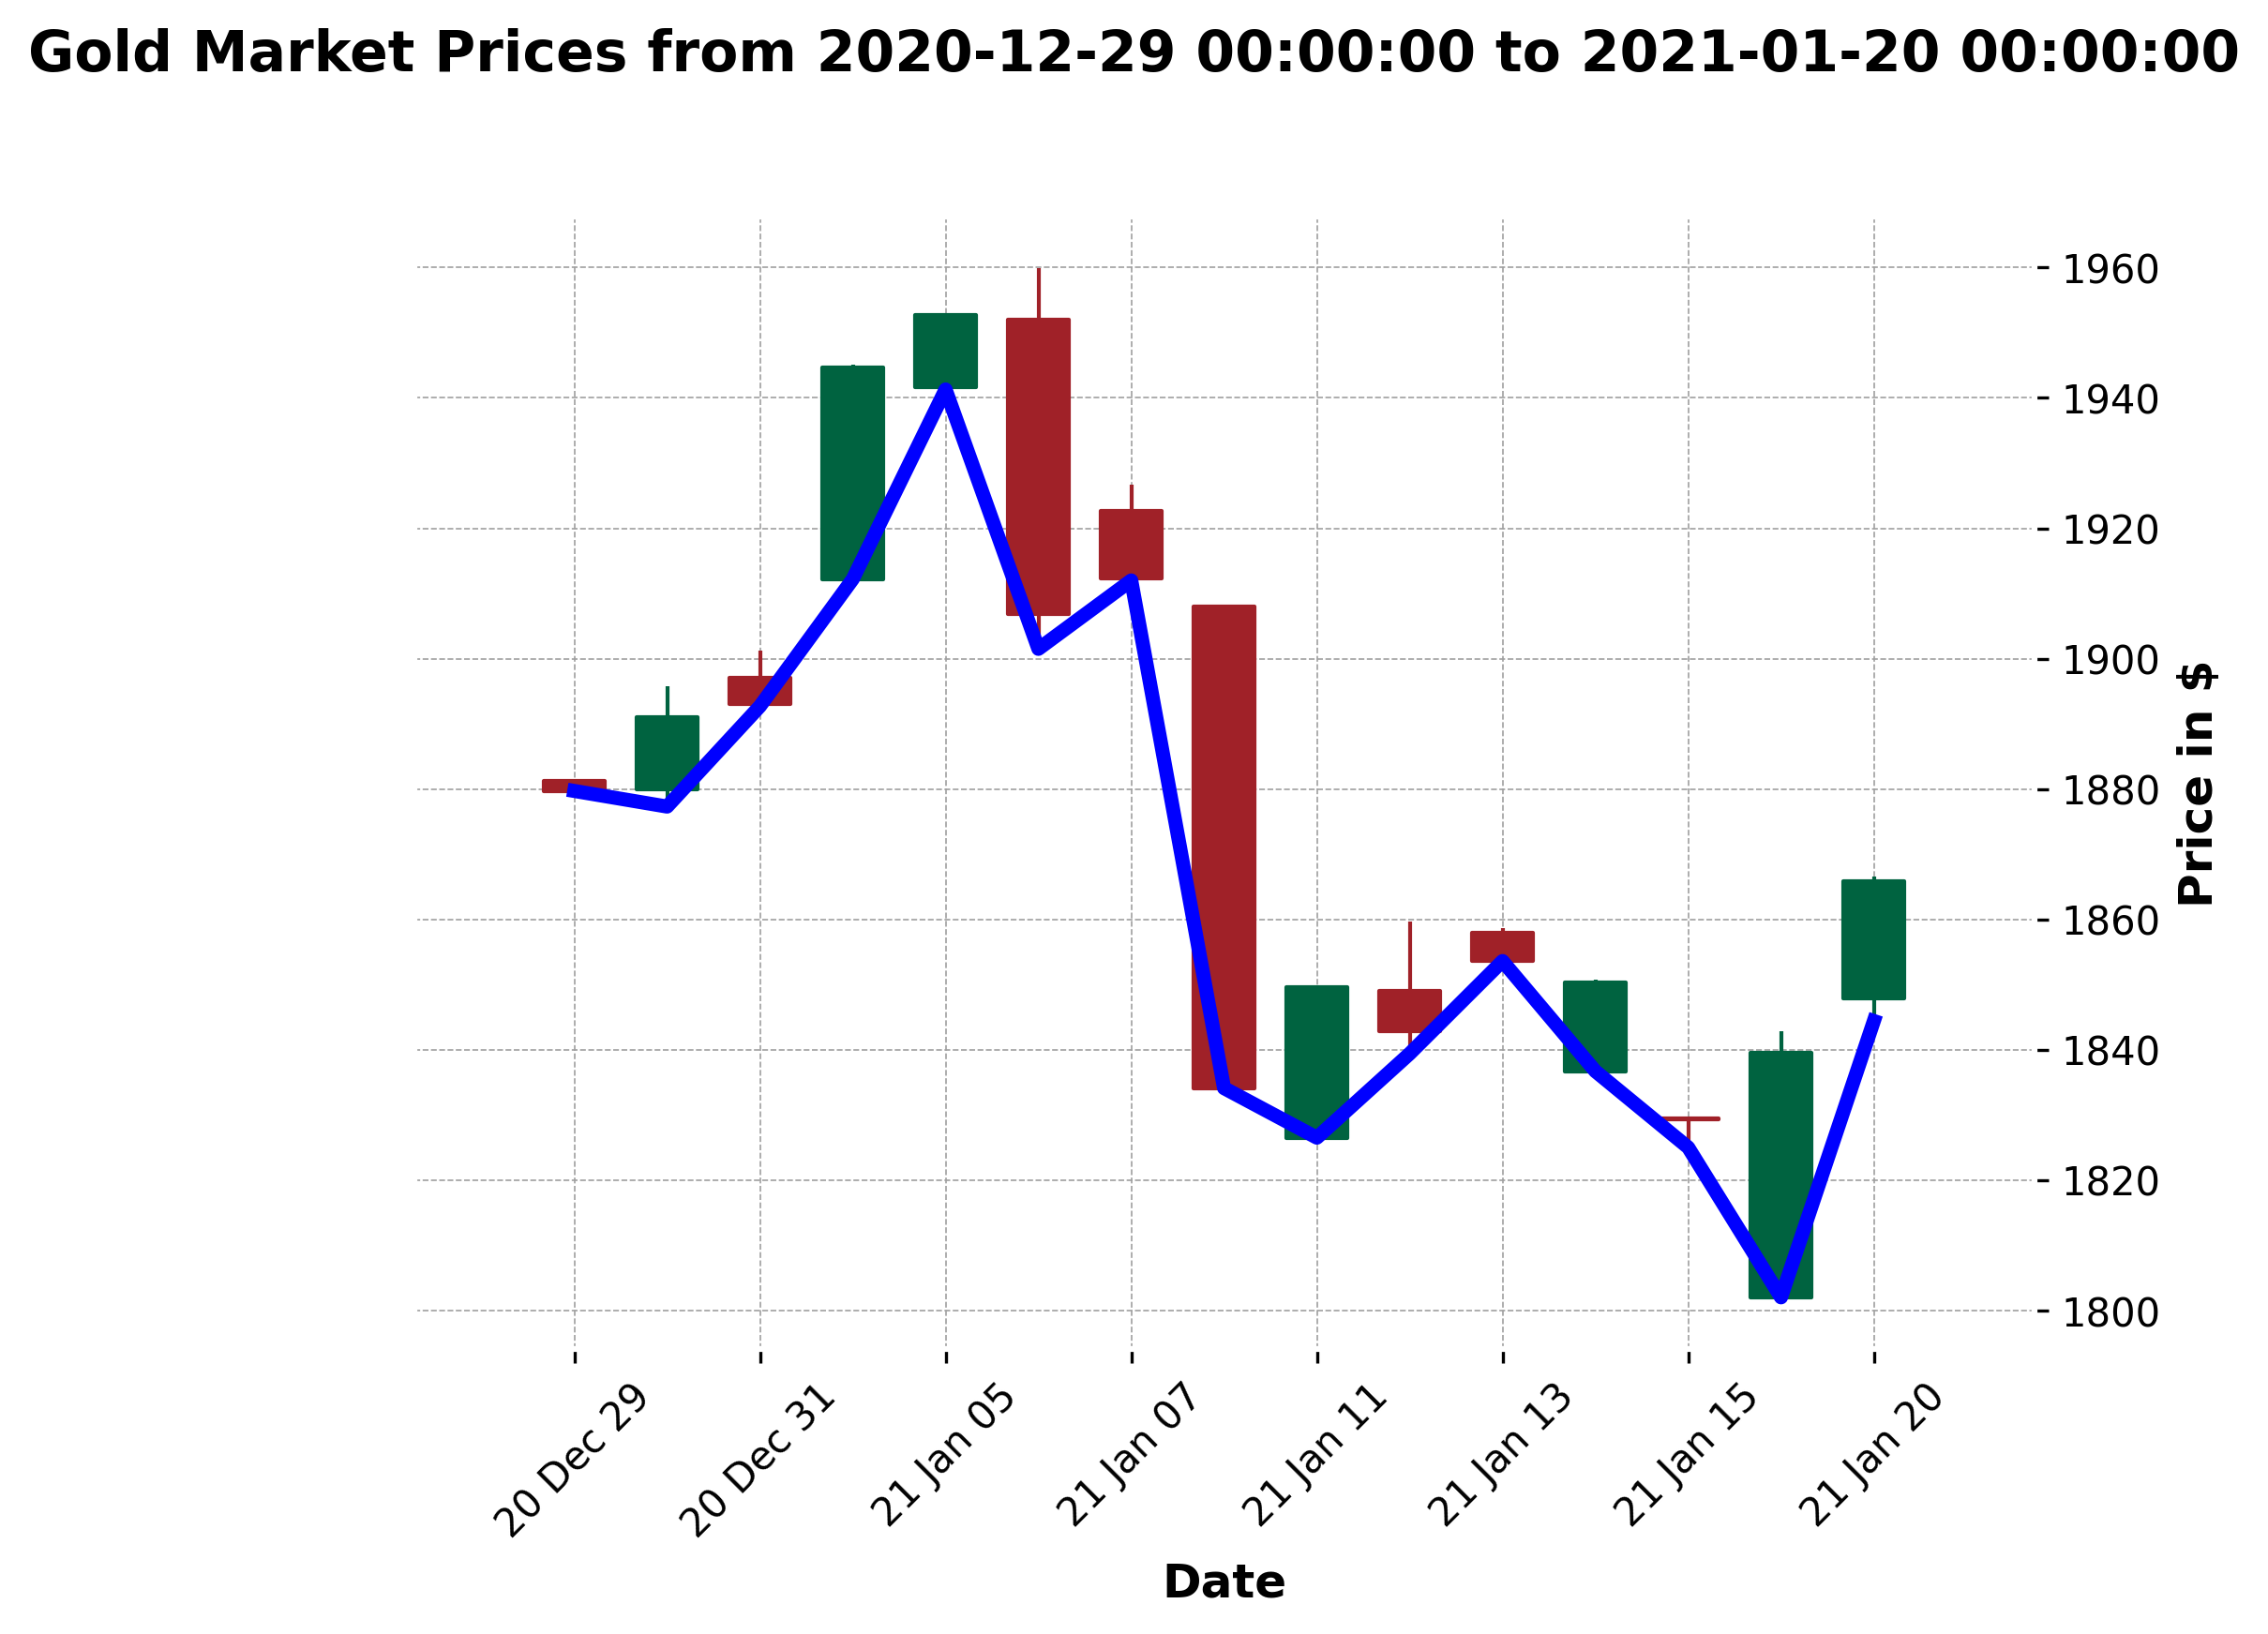 Gold Market Prices from 2020-12-29 00:00:00 to 2021-01-20 00:00:00
1960
1940
1920
1900
1880
1860
1840
1820
1800
Price in $
20 Dec 29
20 Dec 31
21 Jan 05
21 Jan 07
21 Jan 11
21 Jan 13
21 Jan 15
21 Jan 20
Date